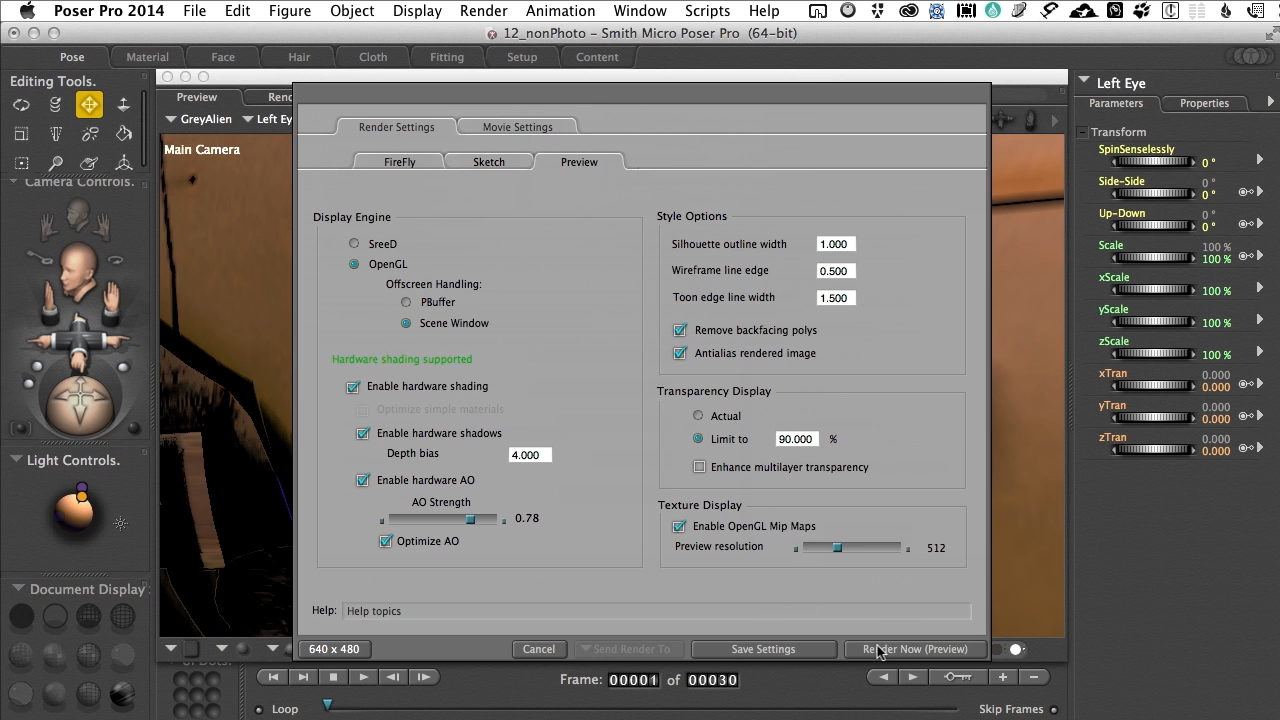 Poser Pro 2014 File Edit Figure Object Display Render Animation Window Scripts Help
12_nonPhoto – Smith Micro Poser Pro (64-bit)
Pose Material Face Hair Cloth Fitting Setup Content
Editing Tools.
Camera Controls.
Light Controls.
Document Display
Preview Ren
GreyAlien Left Ey
Main Camera
Render Settings Movie Settings
FireFly Sketch Preview
Display Engine
SreeD
OpenGL
Offscreen Handling:
PBuffer
Scene Window
Hardware shading supported
Enable hardware shading
Optimize simple materials
Enable hardware shadows
Depth bias 4.000
Enable hardware AO
AO Strength
0.78
Optimize AO
Style Options
Silhouette outline width 1.000
Wireframe line edge 0.500
Toon edge line width 1.500
Remove backfacing polys
Antialias rendered image
Transparency Display
Actual
Limit to 90.000 %
Enhance multilayer transparency
Texture Display
Enable OpenGL Mip Maps
Preview resolution 512
Help: Help topics
640 x 480 Cancel Send Render To Save Settings Render Now (Preview)
Left Eye
Parameters Properties
Transform
SpinSenselessly
0 °
Side-Side 0 °
0 °
Up-Down 0 °
0 °
Scale 100 %
100 %
xScale
100 %
yScale
100 %
zScale
100 %
xTran 0.000
0.000
yTran 0.000
0.000
zTran 0.000
0.000
Frame: 00001 of 00030
Loop Skip Frames